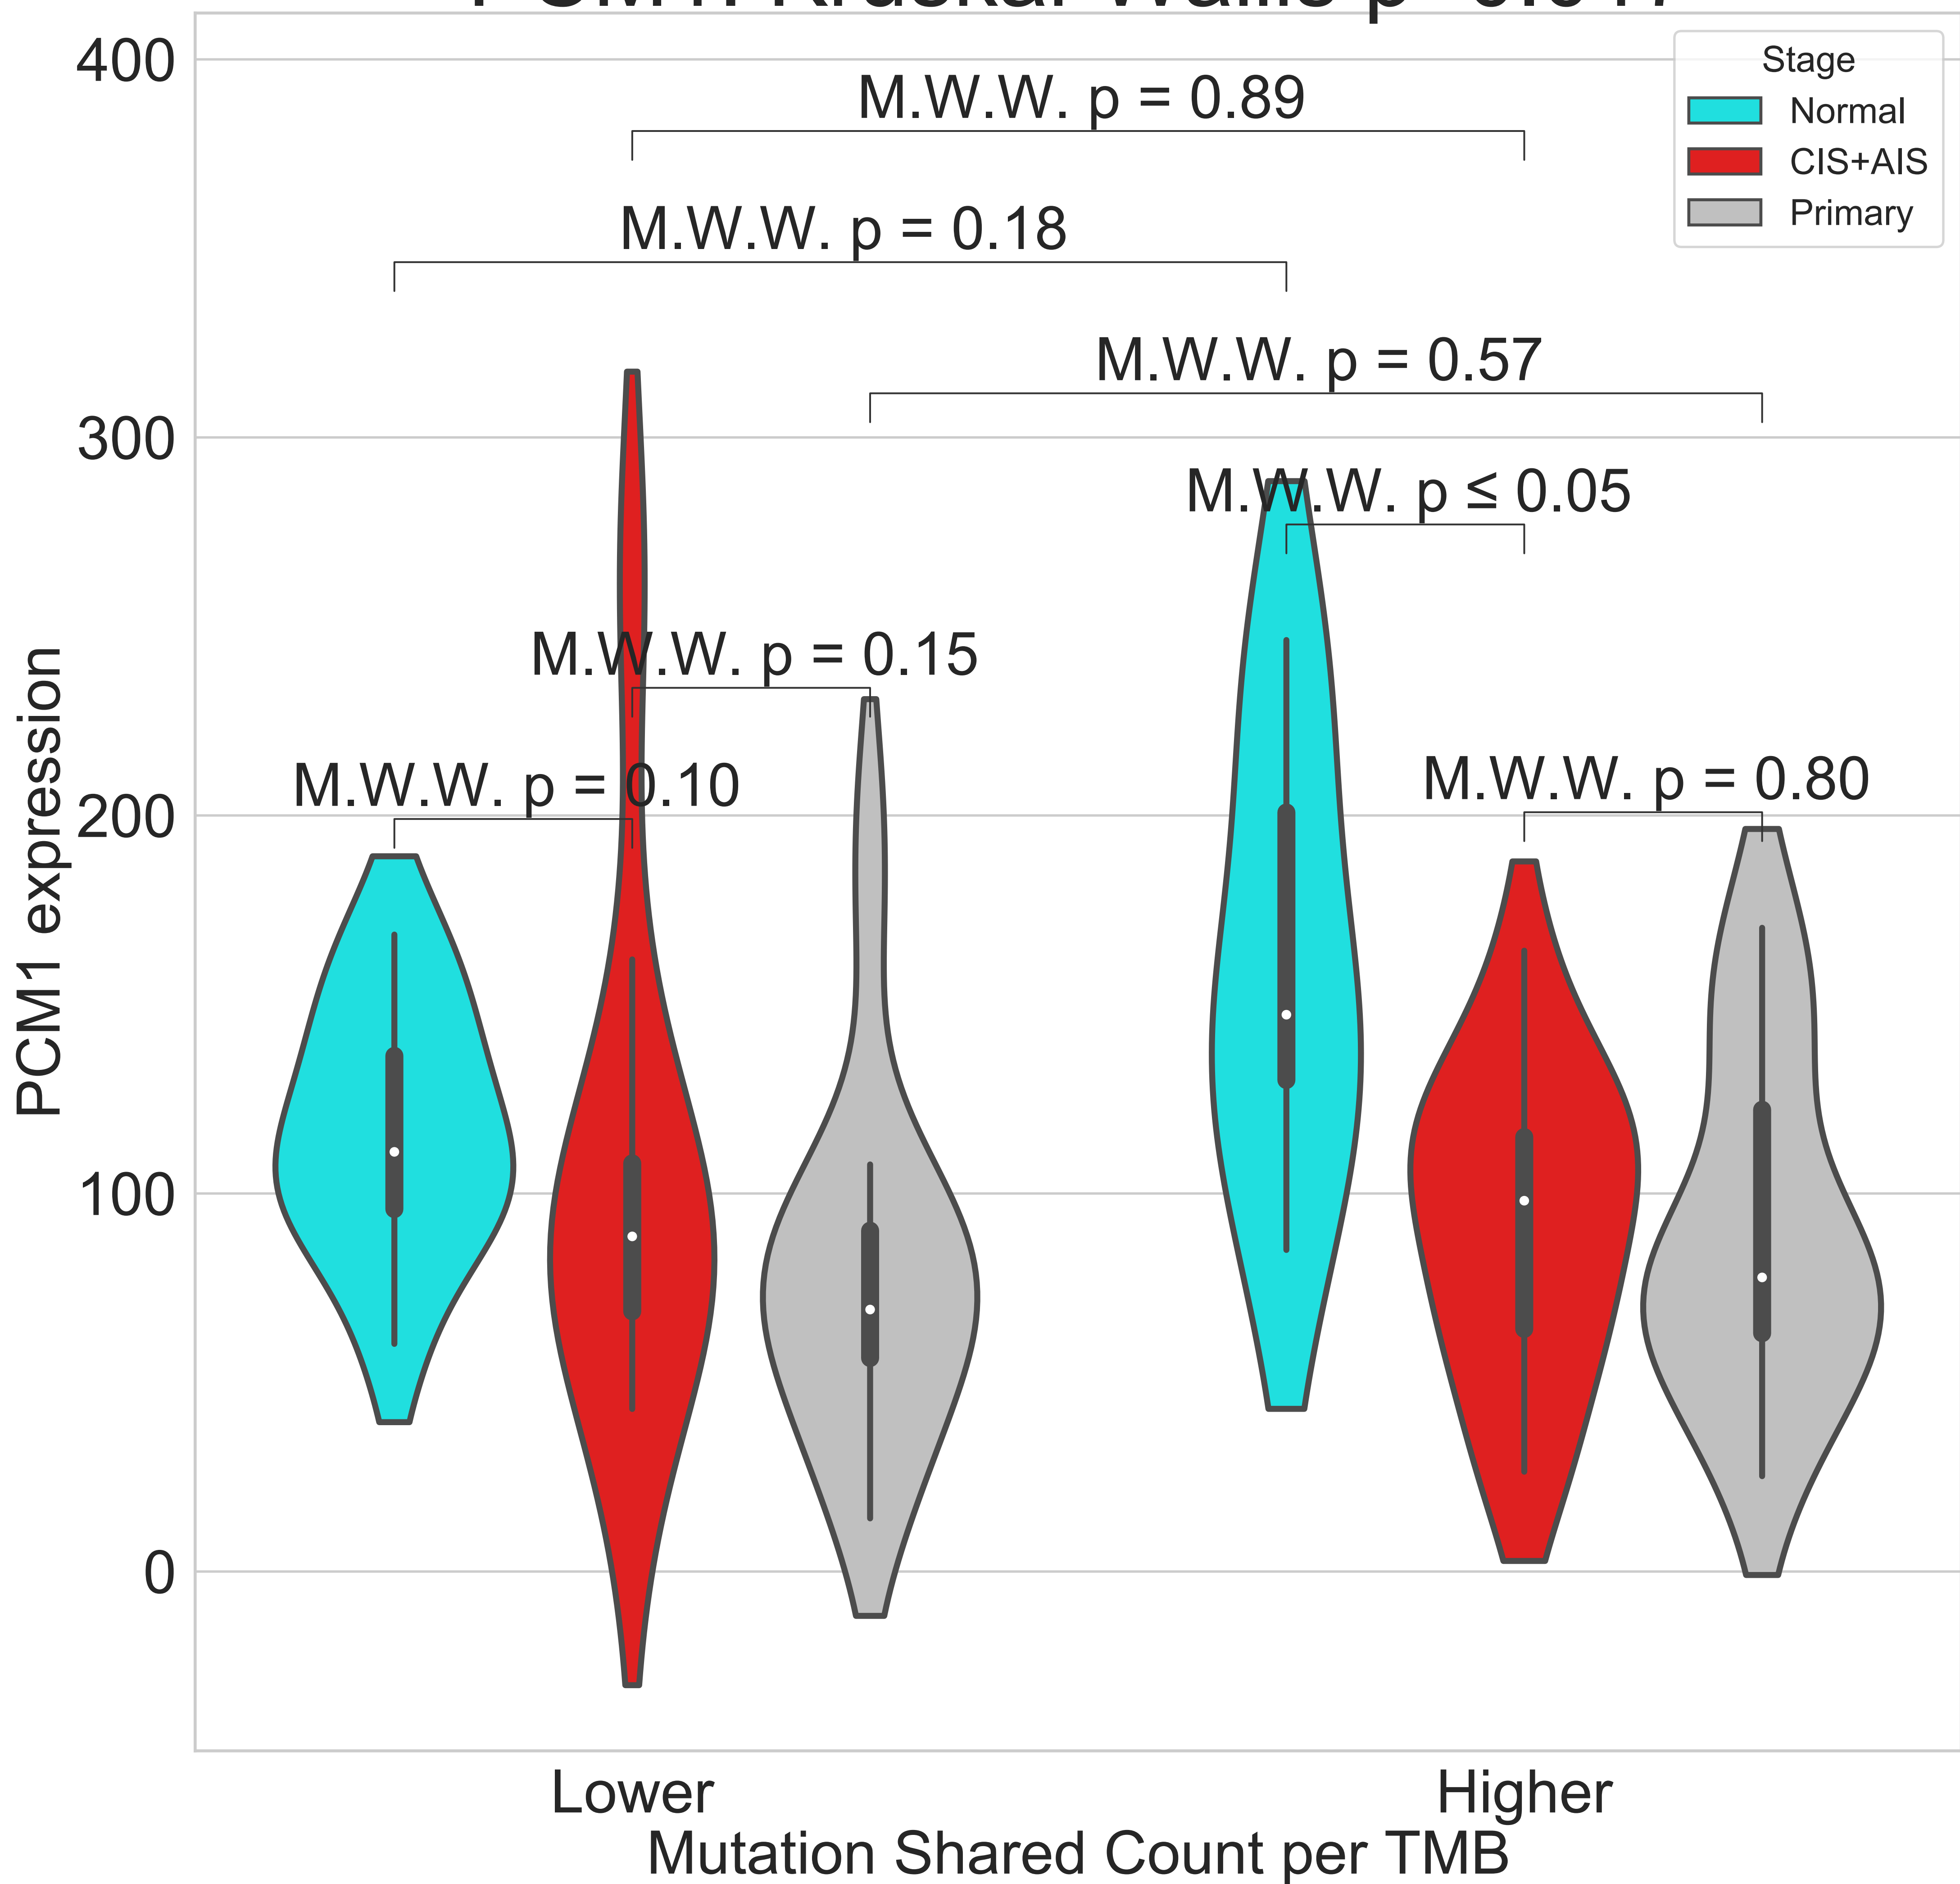 400
Stage
Normal
CIS+AIS
Primary
M.W.W. p = 0.89
M.W.W. p = 0.18
M.W.W. p = 0.57
300
M.W.W. p ≤ 0.05
M.W.W. p = 0.15
M.W.W. p = 0.10
M.W.W. p = 0.80
200
PCM1 expression
100
0
Lower
Higher
Mutation Shared Count per TMB